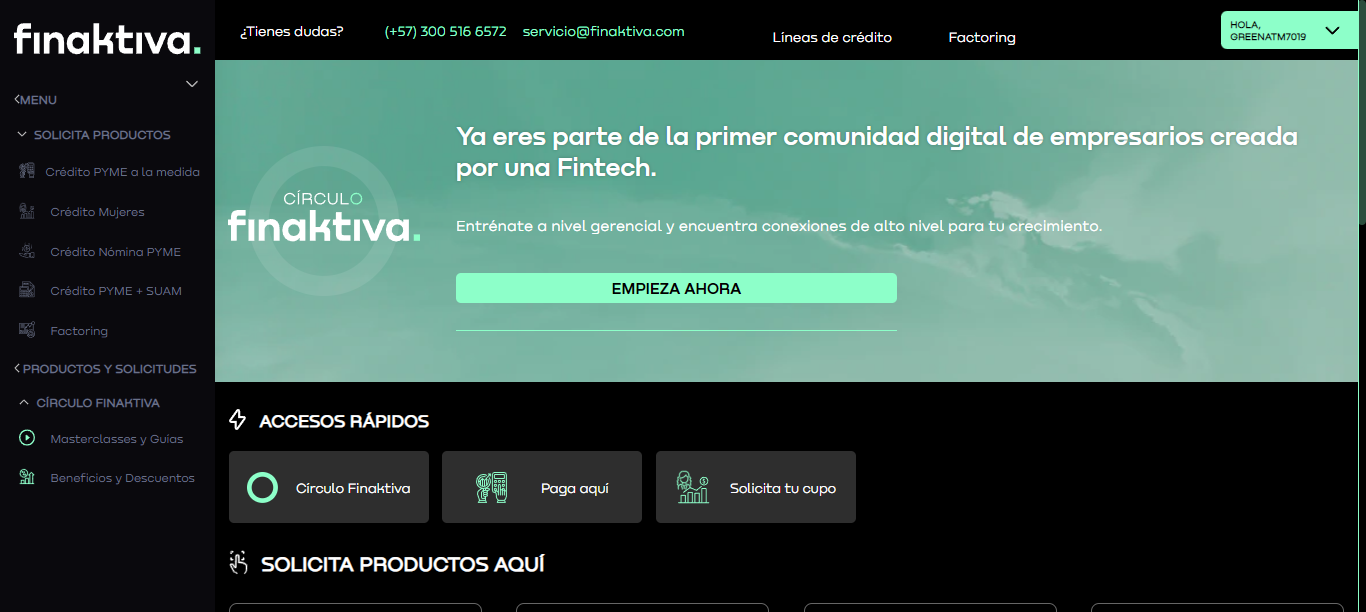 finaktiva.
MENU
SOLICITA PRODUCTOS
Crédito PYME a la medida
Crédito Mujeres
Crédito Nómina PYME
Crédito PYME + SUAM
Factoring
PRODUCTOS Y SOLICITUDES
CÍRCULO FINAKTIVA
Masterclasses y Guías
Beneficios y Descuentos
¿Tienes dudas?
(+57) 300 516 6572
servicio@finaktiva.com
Líneas de crédito
Factoring
HOLA,
GREENATM7019
CÍRCULO
finaktiva.
Ya eres parte de la primer comunidad digital de empresarios creada
por una Fintech.
Entrénate a nivel gerencial y encuentra conexiones de alto nivel para tu crecimiento.
EMPIEZA AHORA
ACCESOS RÁPIDOS
Círculo Finaktiva
Paga aquí
Solicita tu cupo
SOLICITA PRODUCTOS AQUÍ